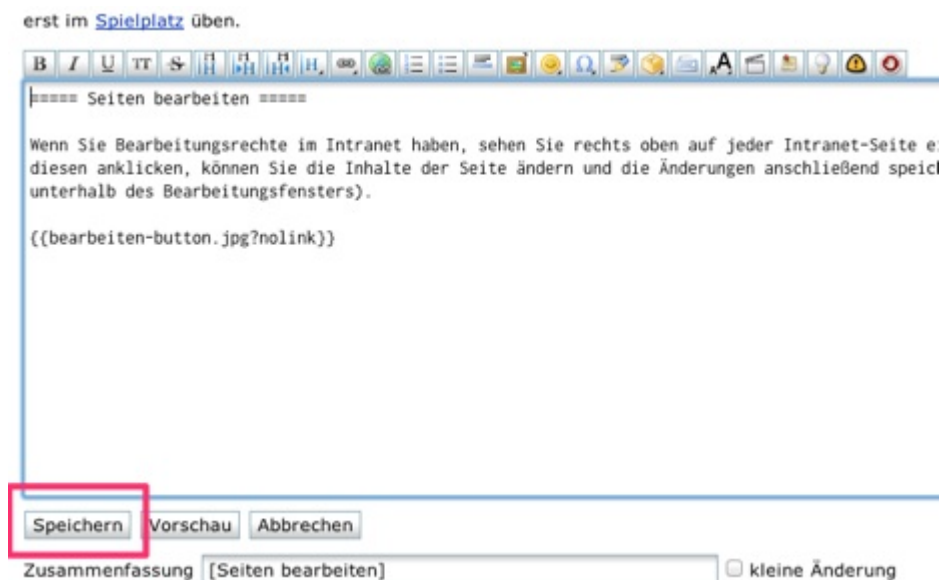 erst im Spielplatz üben.
B I U TT S H H H H Ω A
===== Seiten bearbeiten =====
Wenn Sie Bearbeitungsrechte im Intranet haben, sehen Sie rechts oben auf jeder Intranet-Seite
diesen anklicken, können Sie die Inhalte der Seite ändern und die Änderungen anschließend
unterhalb des Bearbeitungsfensters).
{{bearbeiten-button.jpg?nolink}}
Speichern Vorschau Abbrechen
Zusammenfassung [Seiten bearbeiten] kleine Änderung